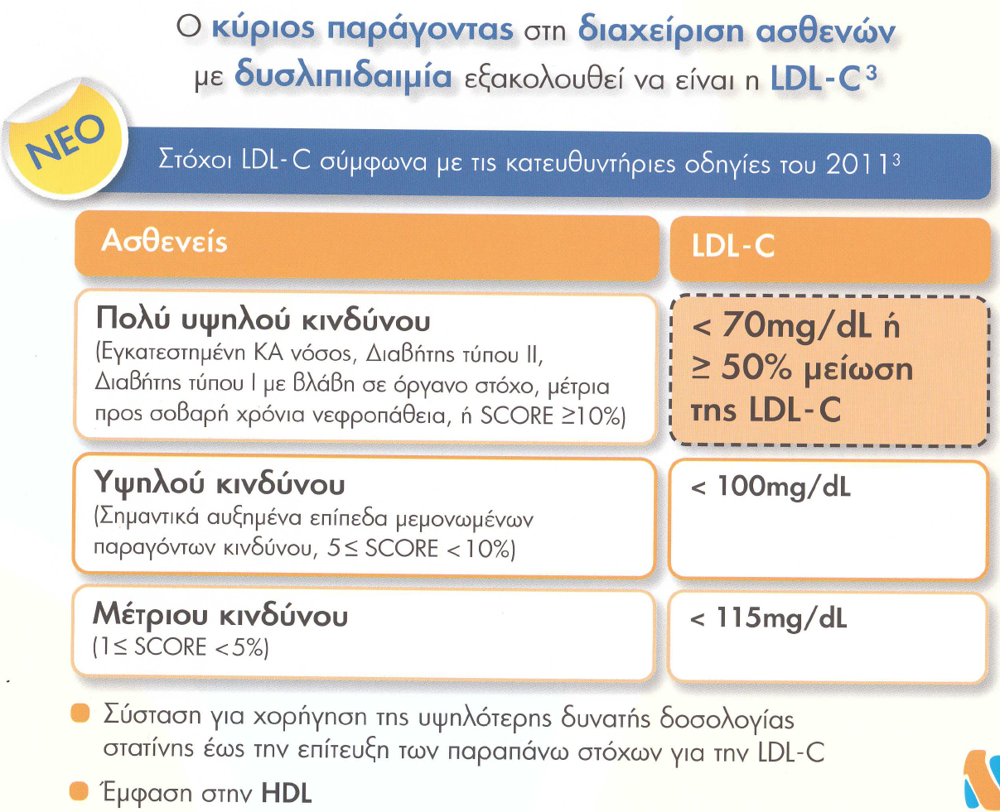 Ο κύριος παράγοντας στη διαχείριση ασθενών
με δυσλιπιδαιμία εξακολουθεί να είναι η LDL-C³
ΝΕΟ
Στόχοι LDL-C σύμφωνα με τις κατευθυντήριες οδηγίες του 2011³
Ασθενείς
LDL-C
Πολύ υψηλού κινδύνου
(Εγκατεστημένη ΚΑ νόσος, Διαβήτης τύπου ΙΙ,
Διαβήτης τύπου Ι με βλάβη σε όργανο στόχο, μέτρια
προς σοβαρή χρόνια νεφροπάθεια, ή SCORE ≥10%)
< 70mg/dL ή
≥ 50% μείωση
της LDL-C
Υψηλού κινδύνου
(Σημαντικά αυξημένα επίπεδα μεμονωμένων
παραγόντων κινδύνου, 5≤ SCORE <10%)
< 100mg/dL
Μέτριου κινδύνου
(1≤ SCORE <5%)
< 115mg/dL
Σύσταση για χορήγηση της υψηλότερης δυνατής δοσολογίας
στατίνης έως την επίτευξη των παραπάνω στόχων για την LDL-C
Έμφαση στην HDL